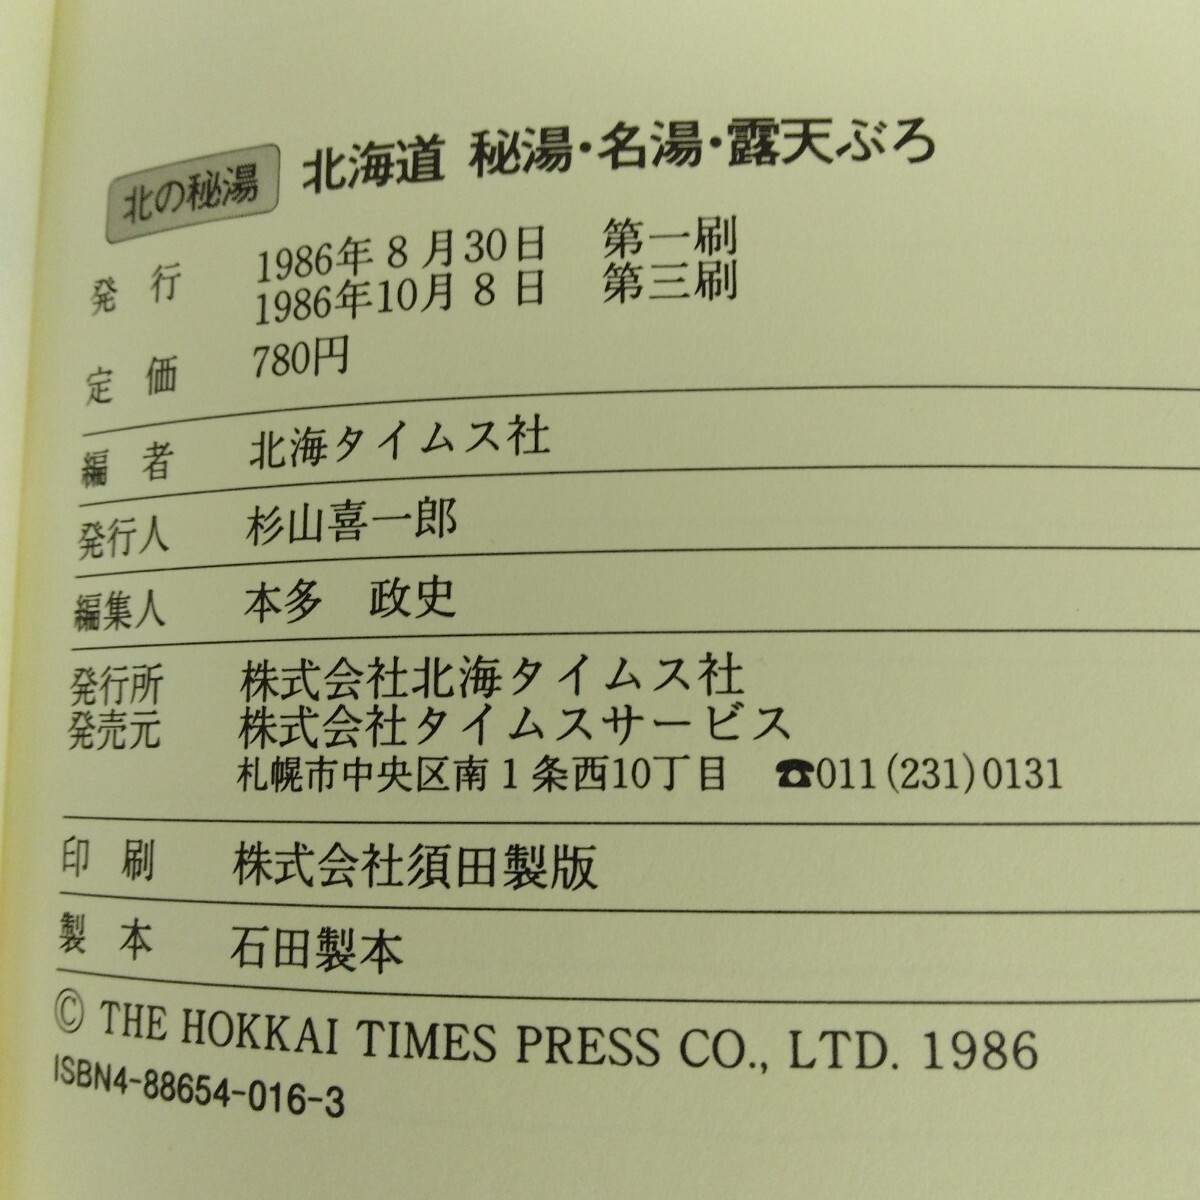 北の秘湯 北海道 秘湯・名湯・露天ぶろ
発行 1986年8月30日 第一刷
1986年10月8日 第三刷
定価 780円
編者 北海タイムス社
発行人 杉山喜一郎
編集人 本多 政史
発行所 株式会社北海タイムス社
発売元 株式会社タイムスサービス
札幌市中央区南1条西10丁目 ☎011(231)0131
印刷 株式会社須田製版
製本 石田製本
© THE HOKKAI TIMES PRESS CO., LTD. 1986
ISBN4-88654-016-3